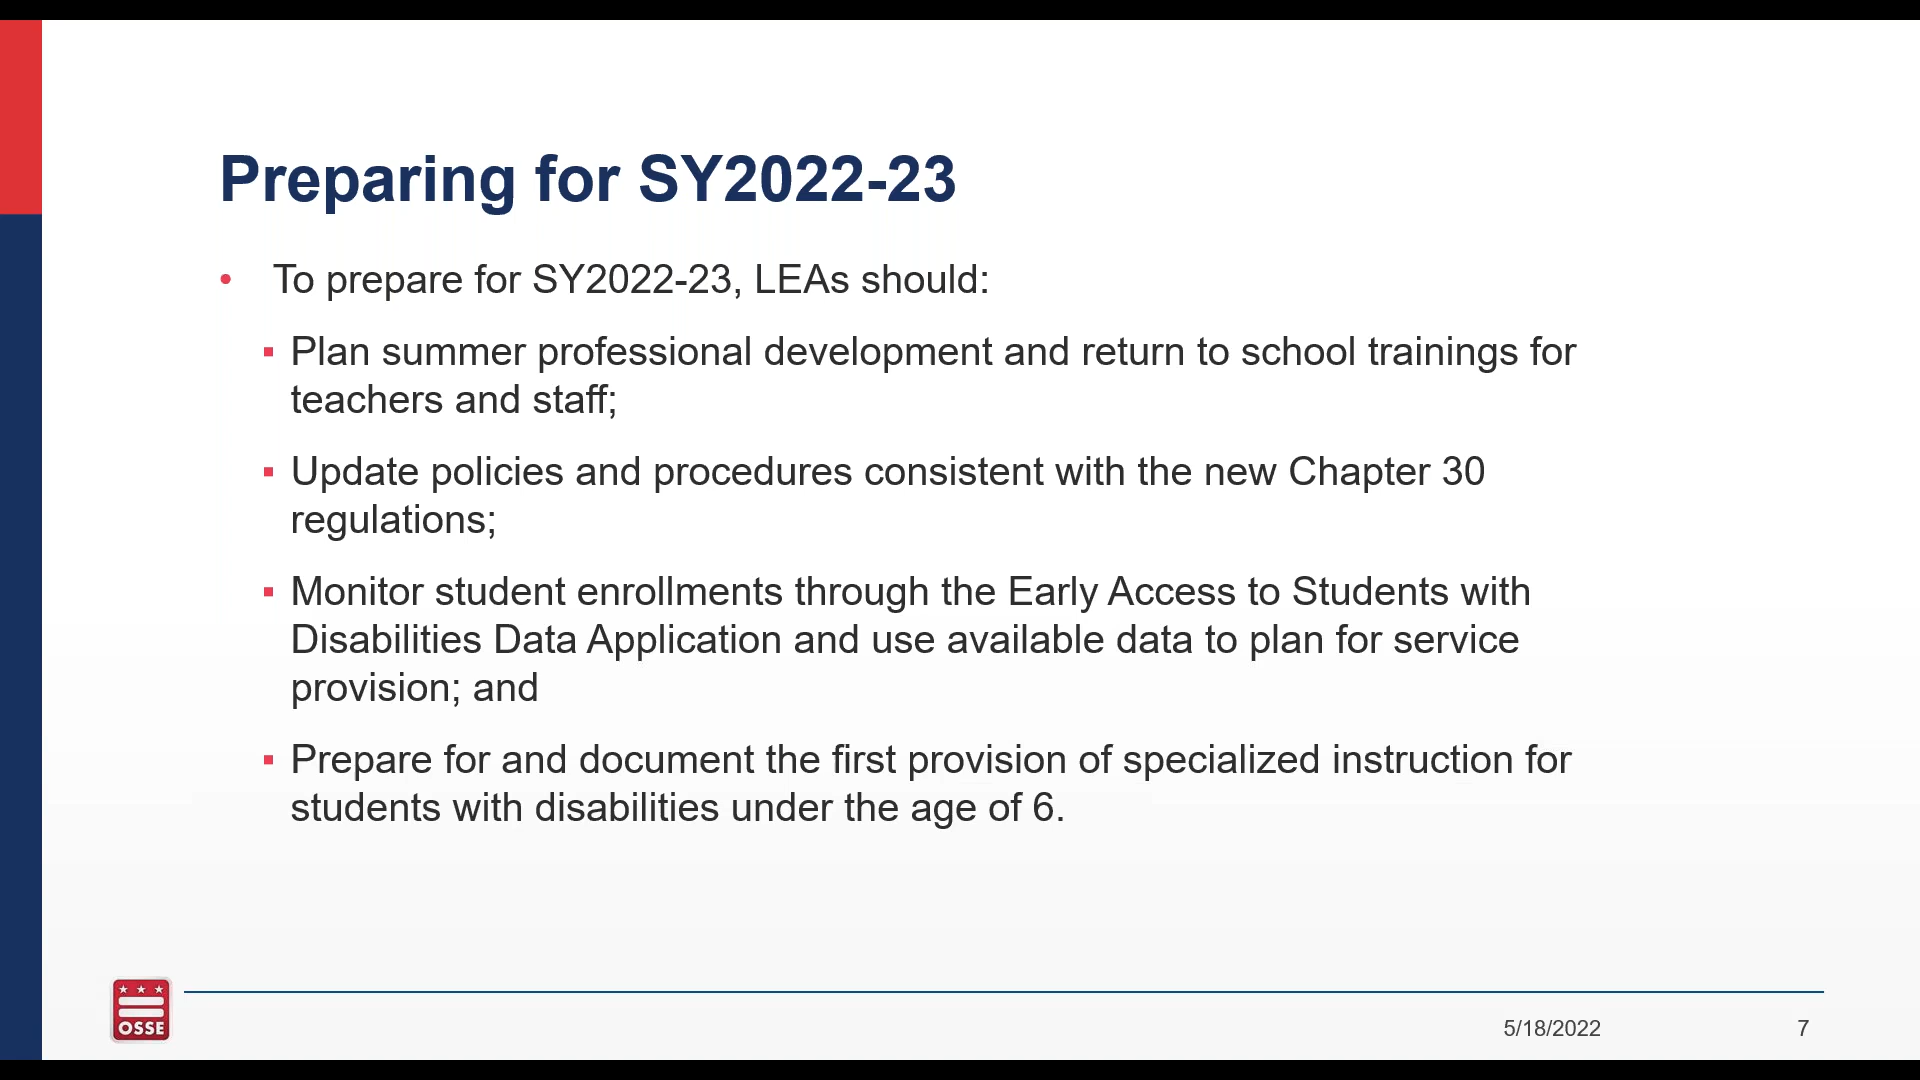 Preparing for SY2022-23
• To prepare for SY2022-23, LEAs should:
▪ Plan summer professional development and return to school trainings for
teachers and staff;
▪ Update policies and procedures consistent with the new Chapter 30
regulations;
▪ Monitor student enrollments through the Early Access to Students with
Disabilities Data Application and use available data to plan for service
provision; and
▪ Prepare for and document the first provision of specialized instruction for
students with disabilities under the age of 6.
OSSE
5/18/2022
7